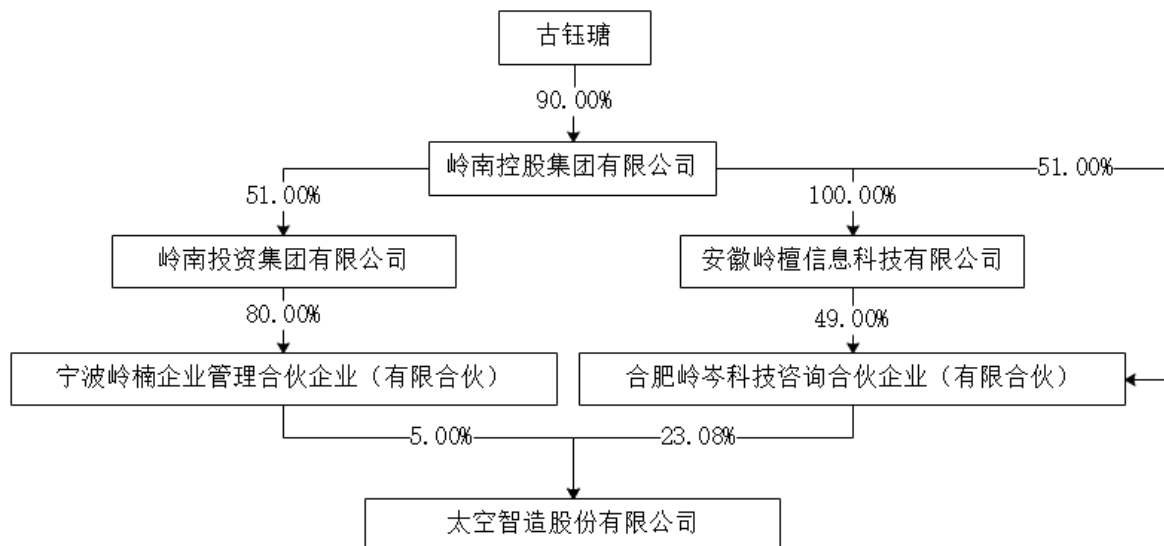 古钰瑭
90.00%
岭南控股集团有限公司
51.00%
51.00%
100.00%
岭南投资集团有限公司
安徽岭檀信息科技有限公司
80.00%
49.00%
宁波岭楠企业管理合伙企业（有限合伙）
合肥岭岑科技咨询合伙企业（有限合伙）
5.00%
23.08%
太空智造股份有限公司